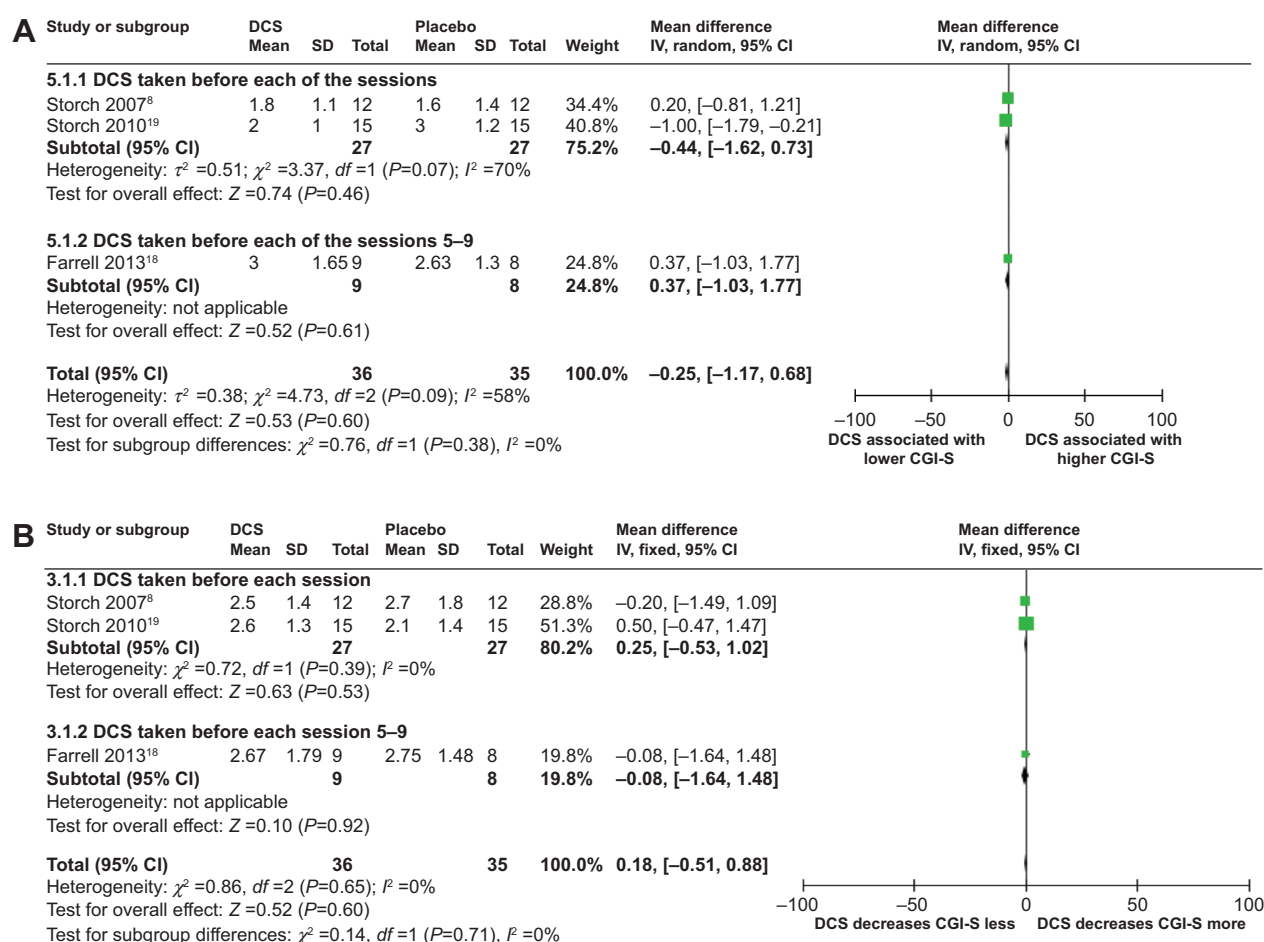 A
Study or subgroup DCS Placebo Mean difference Mean difference
Mean SD Total Mean SD Total Weight IV, random, 95% CI IV, random, 95% CI
5.1.1 DCS taken before each of the sessions
Storch 2007⁸ 1.8 1.1 12 1.6 1.4 12 34.4% 0.20, [–0.81, 1.21]
Storch 2010¹⁹ 2 1 15 3 1.2 15 40.8% –1.00, [–1.79, –0.21]
Subtotal (95% CI) 27 27 75.2% –0.44, [–1.62, 0.73]
Heterogeneity: τ² =0.51; χ² =3.37, df =1 (P=0.07); I² =70%
Test for overall effect: Z =0.74 (P=0.46)
5.1.2 DCS taken before each of the sessions 5–9
Farrell 2013¹⁸ 3 1.65 9 2.63 1.3 8 24.8% 0.37, [–1.03, 1.77]
Subtotal (95% CI) 9 8 24.8% 0.37, [–1.03, 1.77]
Heterogeneity: not applicable
Test for overall effect: Z =0.52 (P=0.61)
Total (95% CI) 36 35 100.0% –0.25, [–1.17, 0.68]
Heterogeneity: τ² =0.38; χ² =4.73, df =2 (P=0.09); I² =58%
Test for overall effect: Z =0.53 (P=0.60)
Test for subgroup differences: χ² =0.76, df =1 (P=0.38), I² =0%
–100 –50 0 50 100
DCS associated with DCS associated with
lower CGI-S higher CGI-S
B
Study or subgroup DCS Placebo Mean difference Mean difference
Mean SD Total Mean SD Total Weight IV, fixed, 95% CI IV, fixed, 95% CI
3.1.1 DCS taken before each session
Storch 2007⁸ 2.5 1.4 12 2.7 1.8 12 28.8% –0.20, [–1.49, 1.09]
Storch 2010¹⁹ 2.6 1.3 15 2.1 1.4 15 51.3% 0.50, [–0.47, 1.47]
Subtotal (95% CI) 27 27 80.2% 0.25, [–0.53, 1.02]
Heterogeneity: χ² =0.72, df =1 (P=0.39); I² =0%
Test for overall effect: Z =0.63 (P=0.53)
3.1.2 DCS taken before each session 5–9
Farrell 2013¹⁸ 2.67 1.79 9 2.75 1.48 8 19.8% –0.08, [–1.64, 1.48]
Subtotal (95% CI) 9 8 19.8% –0.08, [–1.64, 1.48]
Heterogeneity: not applicable
Test for overall effect: Z =0.10 (P=0.92)
Total (95% CI) 36 35 100.0% 0.18, [–0.51, 0.88]
Heterogeneity: χ² =0.86, df =2 (P=0.65); I² =0%
Test for overall effect: Z =0.52 (P=0.60)
Test for subgroup differences: χ² =0.14, df =1 (P=0.71), I² =0%
–100 –50 0 50 100
DCS decreases CGI-S less DCS decreases CGI-S more